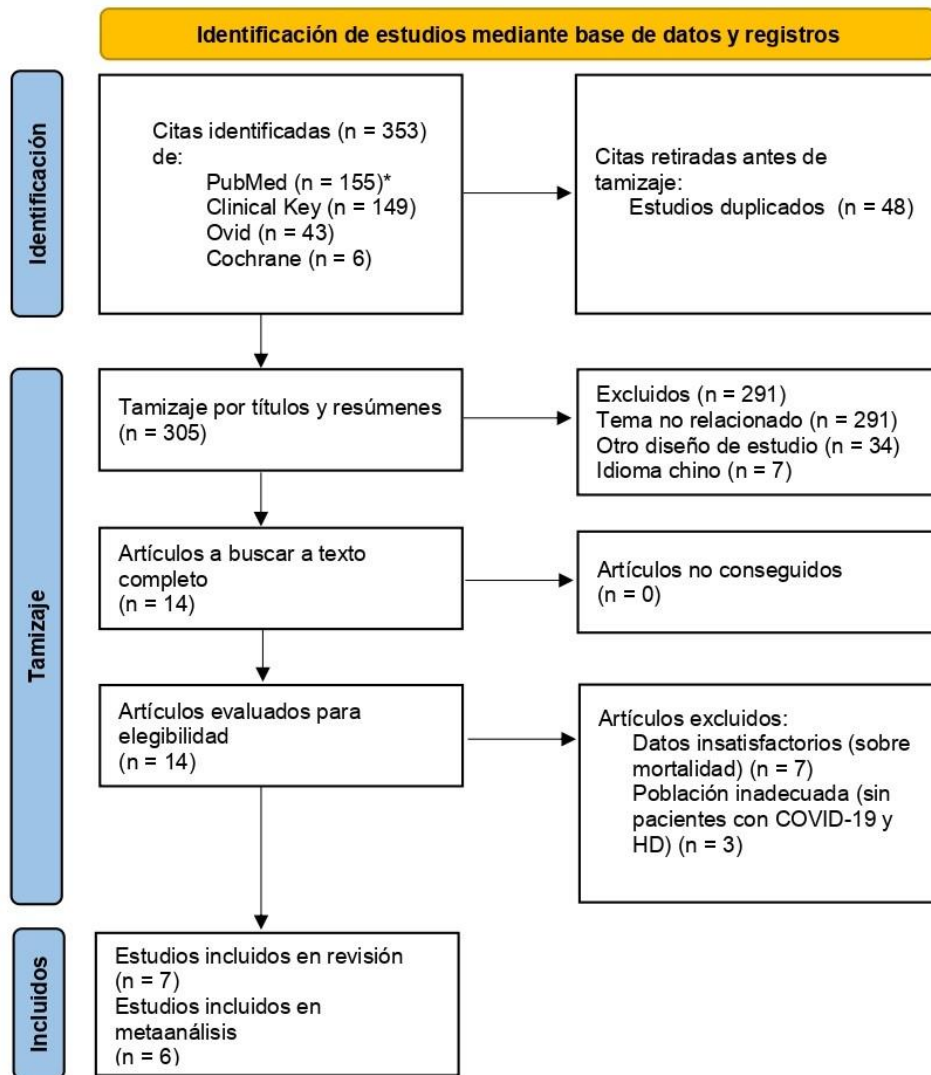 Identificación de estudios mediante base de datos y registros
Identificación
Citas identificadas (n = 353)
de:
PubMed (n = 155)*
Clinical Key (n = 149)
Ovid (n = 43)
Cochrane (n = 6)
Citas retiradas antes de
tamizaje:
Estudios duplicados (n = 48)
Tamizaje
Tamizaje por títulos y resúmenes
(n = 305)
Excluidos (n = 291)
Tema no relacionado (n = 291)
Otro diseño de estudio (n = 34)
Idioma chino (n = 7)
Artículos a buscar a texto
completo
(n = 14)
Artículos no conseguidos
(n = 0)
Artículos evaluados para
elegibilidad
(n = 14)
Artículos excluidos:
Datos insatisfactorios (sobre
mortalidad) (n = 7)
Población inadecuada (sin
pacientes con COVID-19 y
HD) (n = 3)
Incluidos
Estudios incluidos en revisión
(n = 7)
Estudios incluidos en
metaanálisis
(n = 6)